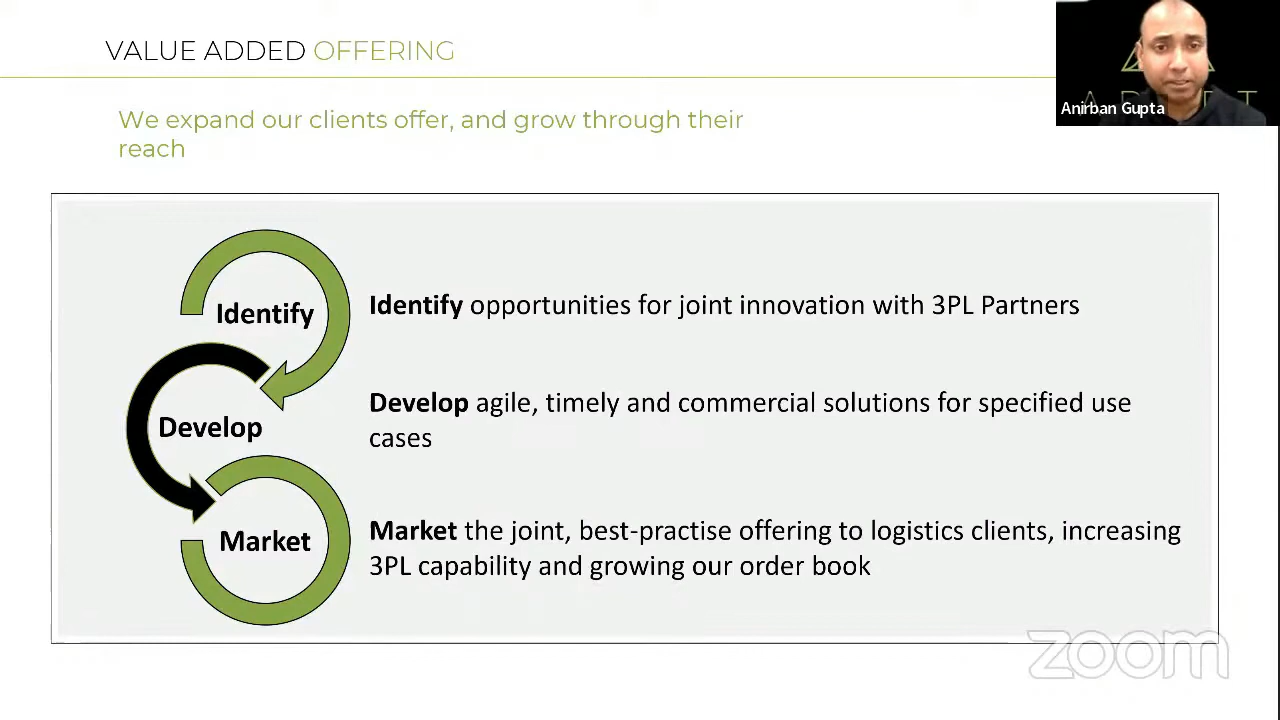 VALUE ADDED OFFERING
Anirban Gupta
We expand our clients offer, and grow through their
reach
Identify
Identify opportunities for joint innovation with 3PL Partners
Develop
Develop agile, timely and commercial solutions for specified use
cases
Market
Market the joint, best-practise offering to logistics clients, increasing
3PL capability and growing our order book
zoom